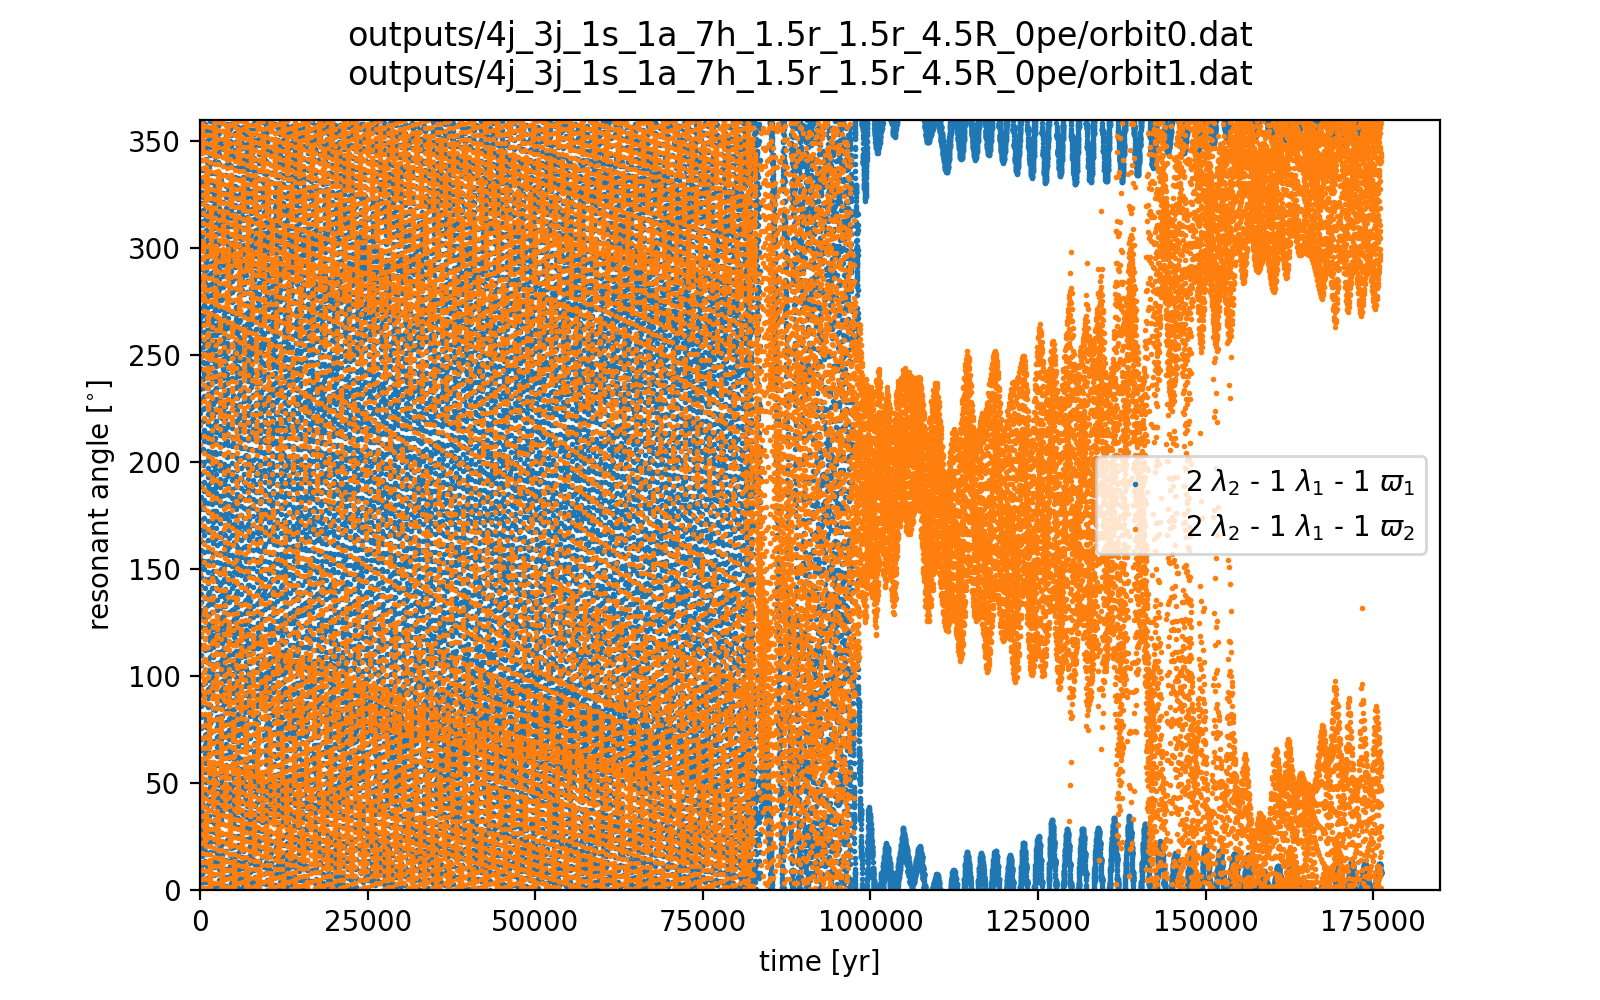 outputs/4j_3j_1s_1a_7h_1.5r_1.5r_4.5R_0pe/orbit0.dat
outputs/4j_3j_1s_1a_7h_1.5r_1.5r_4.5R_0pe/orbit1.dat
350
300
250
200
150
100
50
0
resonant angle [°]
2 λ₂ - 1 λ₁ - 1 ϖ₁
2 λ₂ - 1 λ₁ - 1 ϖ₂
0 25000 50000 75000 100000 125000 150000 175000
time [yr]